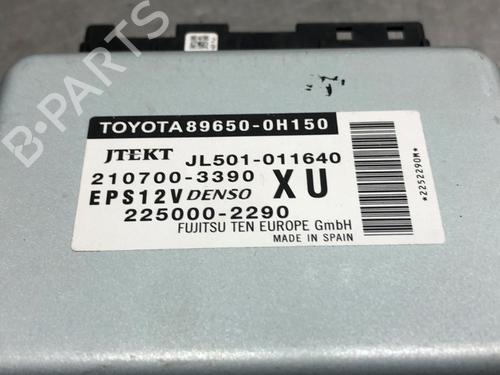 B-PARTS
TOYOTA 89650-0H150
JTEKT JL501-011640
210700-3390 XU
EPS12V DENSO
225000-2290
FUJITSU TEN EUROPE GmbH
MADE IN SPAIN
*2252290M*